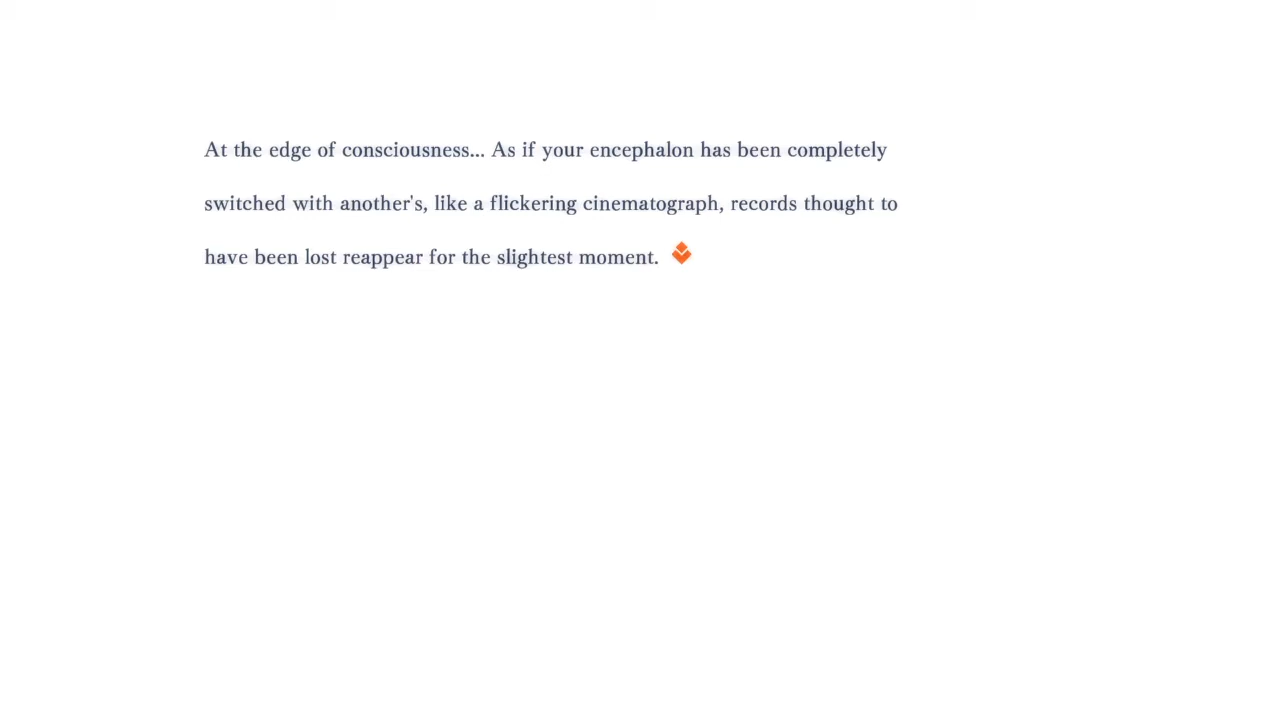 At the edge of consciousness... As if your encephalon has been completely
switched with another's, like a flickering cinematograph, records thought to
have been lost reappear for the slightest moment.